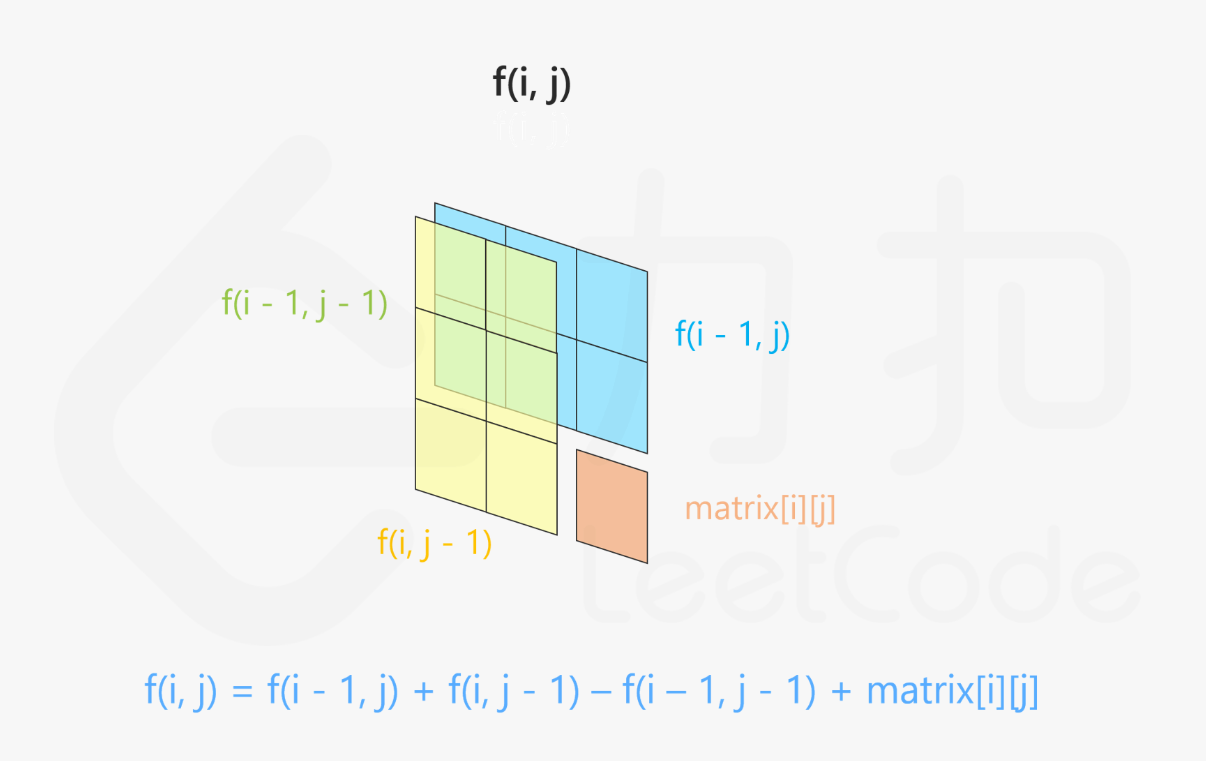 f(i, j)
f(i, j)
力扣
f(i - 1, j - 1)
f(i - 1, j)
matrix[i][j]
f(i, j - 1)
LeetCode
f(i, j) = f(i - 1, j) + f(i, j - 1) – f(i – 1, j - 1) + matrix[i][j]